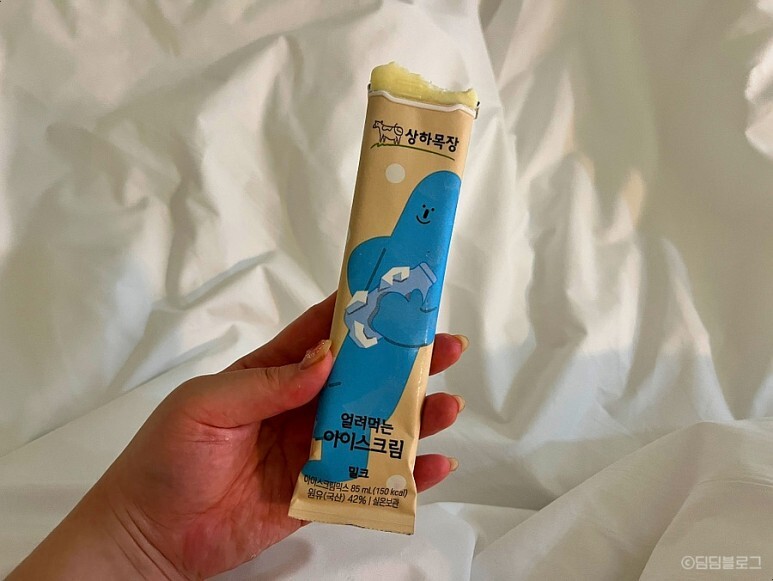 상하목장
얼려먹는
아이스크림
밀크
아이스크림믹스 85 mL (150 kcal)
원유(국산) 42% | 실온보관
©딤딤블로그